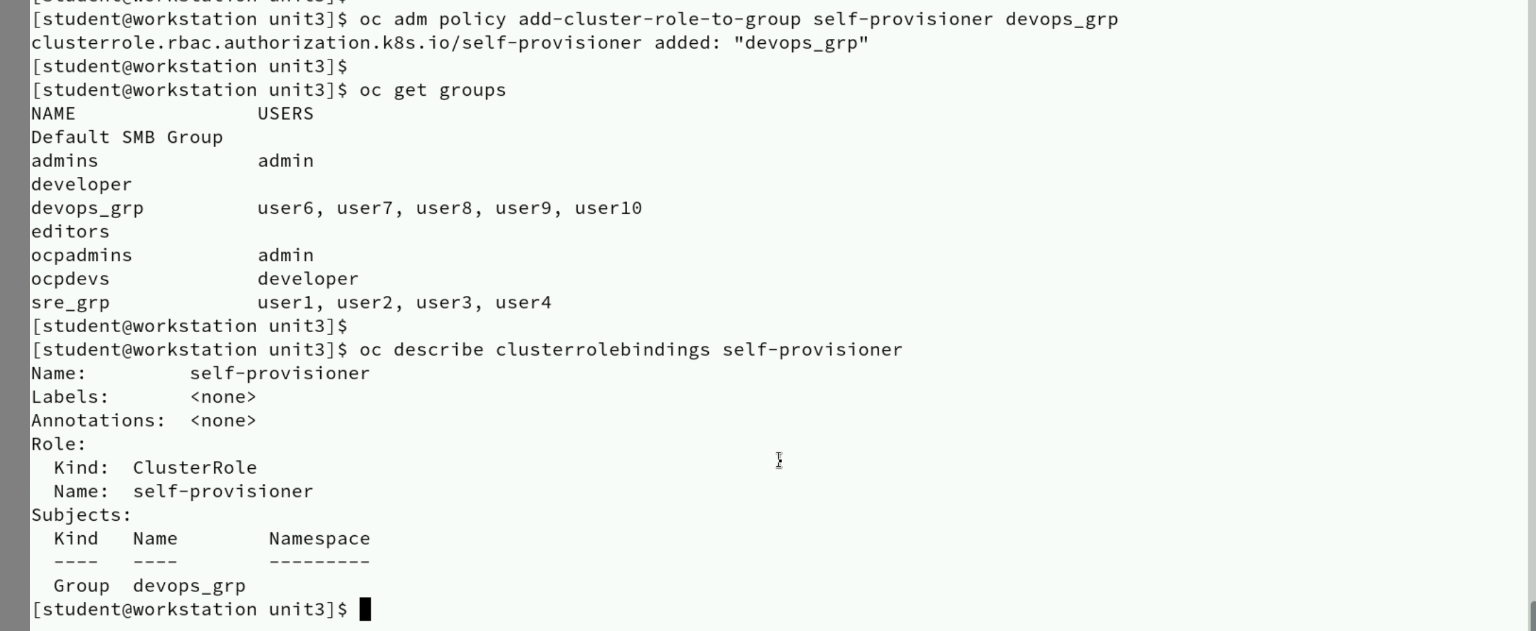 [student@workstation unit3]$ oc adm policy add-cluster-role-to-group self-provisioner devops_grp
clusterrole.rbac.authorization.k8s.io/self-provisioner added: "devops_grp"
[student@workstation unit3]$
[student@workstation unit3]$ oc get groups
NAME                USERS
Default SMB Group
admins              admin
developer
devops_grp          user6, user7, user8, user9, user10
editors
ocpadmins           admin
ocpdevs             developer
sre_grp             user1, user2, user3, user4
[student@workstation unit3]$
[student@workstation unit3]$ oc describe clusterrolebindings self-provisioner
Name:         self-provisioner
Labels:       <none>
Annotations:  <none>
Role:
  Kind:  ClusterRole
  Name:  self-provisioner
Subjects:
  Kind   Name        Namespace
  ----   ----        ---------
  Group  devops_grp
[student@workstation unit3]$